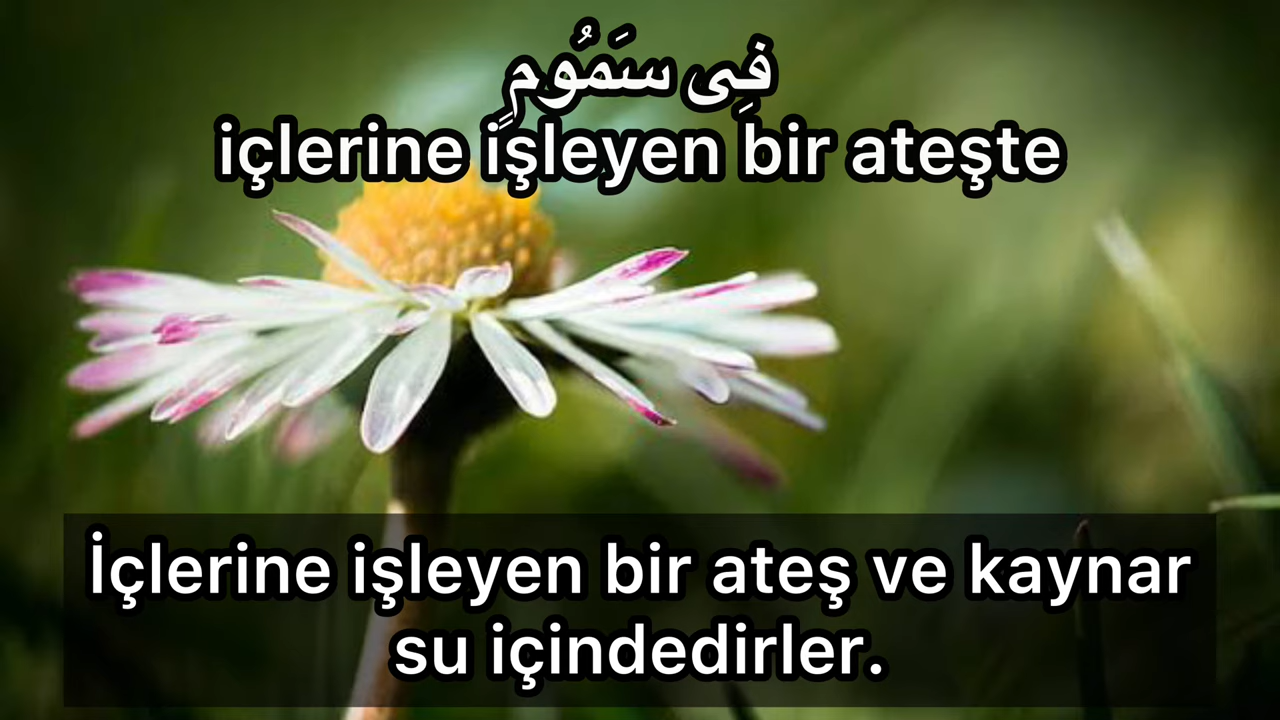 فِى سَمُومٍ
içlerine işleyen bir ateşte
İçlerine işleyen bir ateş ve kaynar
su içindedirler.